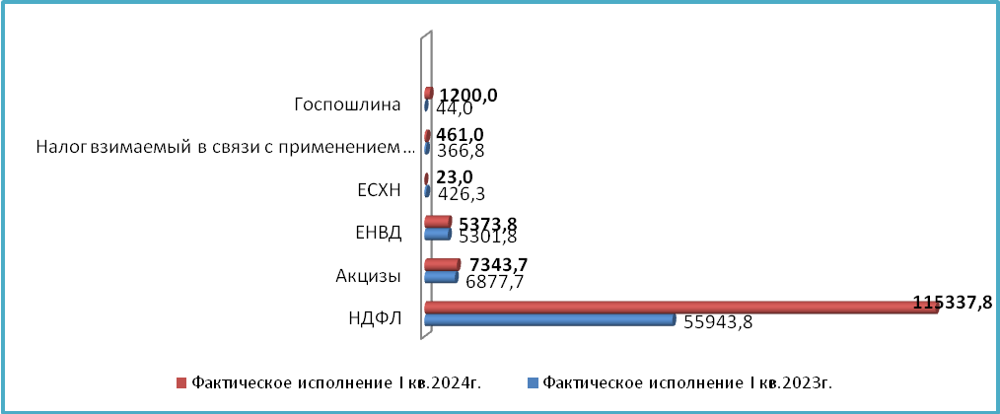 Госпошлина
1200,0
44,0
Налог взимаемый в связи с применением ...
461,0
366,8
ЕСХН
23,0
426,3
ЕНВД
5373,8
5301,8
Акцизы
7343,7
6877,7
НДФЛ
115337,8
55943,8
Фактическое исполнение I кв.2024г.
Фактическое исполнение I кв.2023г.